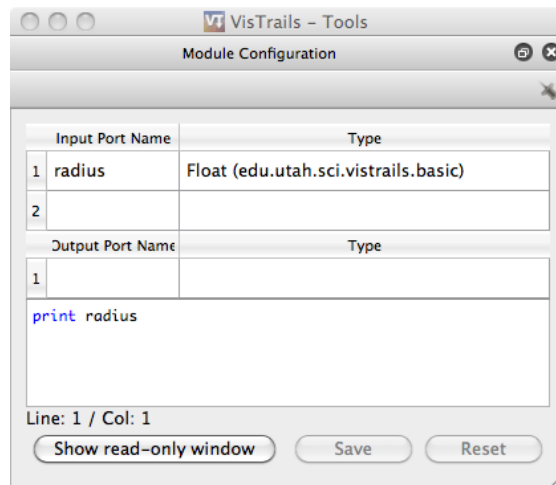 VisTrails – Tools
Module Configuration
Input Port Name Type
1 radius Float (edu.utah.sci.vistrails.basic)
2
Output Port Name Type
1
print radius
Line: 1 / Col: 1
Show read-only window Save Reset